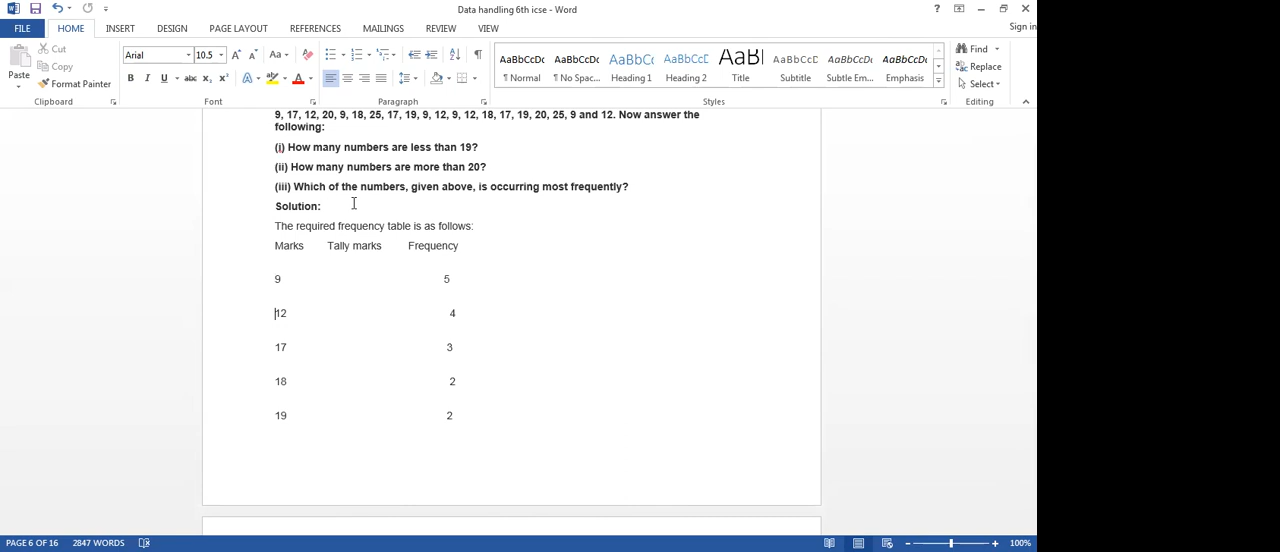 Data handling 6th icse - Word
Sign in
FILE HOME INSERT DESIGN PAGE LAYOUT REFERENCES MAILINGS REVIEW VIEW
Paste
Cut
Copy
Format Painter
Clipboard
Arial 10.5
Font
Paragraph
AaBbCcDc AaBbCcDc AaBbC( AaBbCcD AaB AaBbCcD AaBbCcDc AaBbCcDc
¶ Normal ¶ No Spac... Heading 1 Heading 2 Title Subtitle Subtle Em... Emphasis
Styles
Find
Replace
Select
Editing
9, 17, 12, 20, 9, 18, 25, 17, 19, 9, 12, 9, 12, 18, 17, 19, 20, 25, 9 and 12. Now answer the
following:
(i) How many numbers are less than 19?
(ii) How many numbers are more than 20?
(iii) Which of the numbers, given above, is occurring most frequently?
Solution:
The required frequency table is as follows:
Marks Tally marks Frequency
9 5
12 4
17 3
18 2
19 2
PAGE 6 OF 16 2847 WORDS 100%